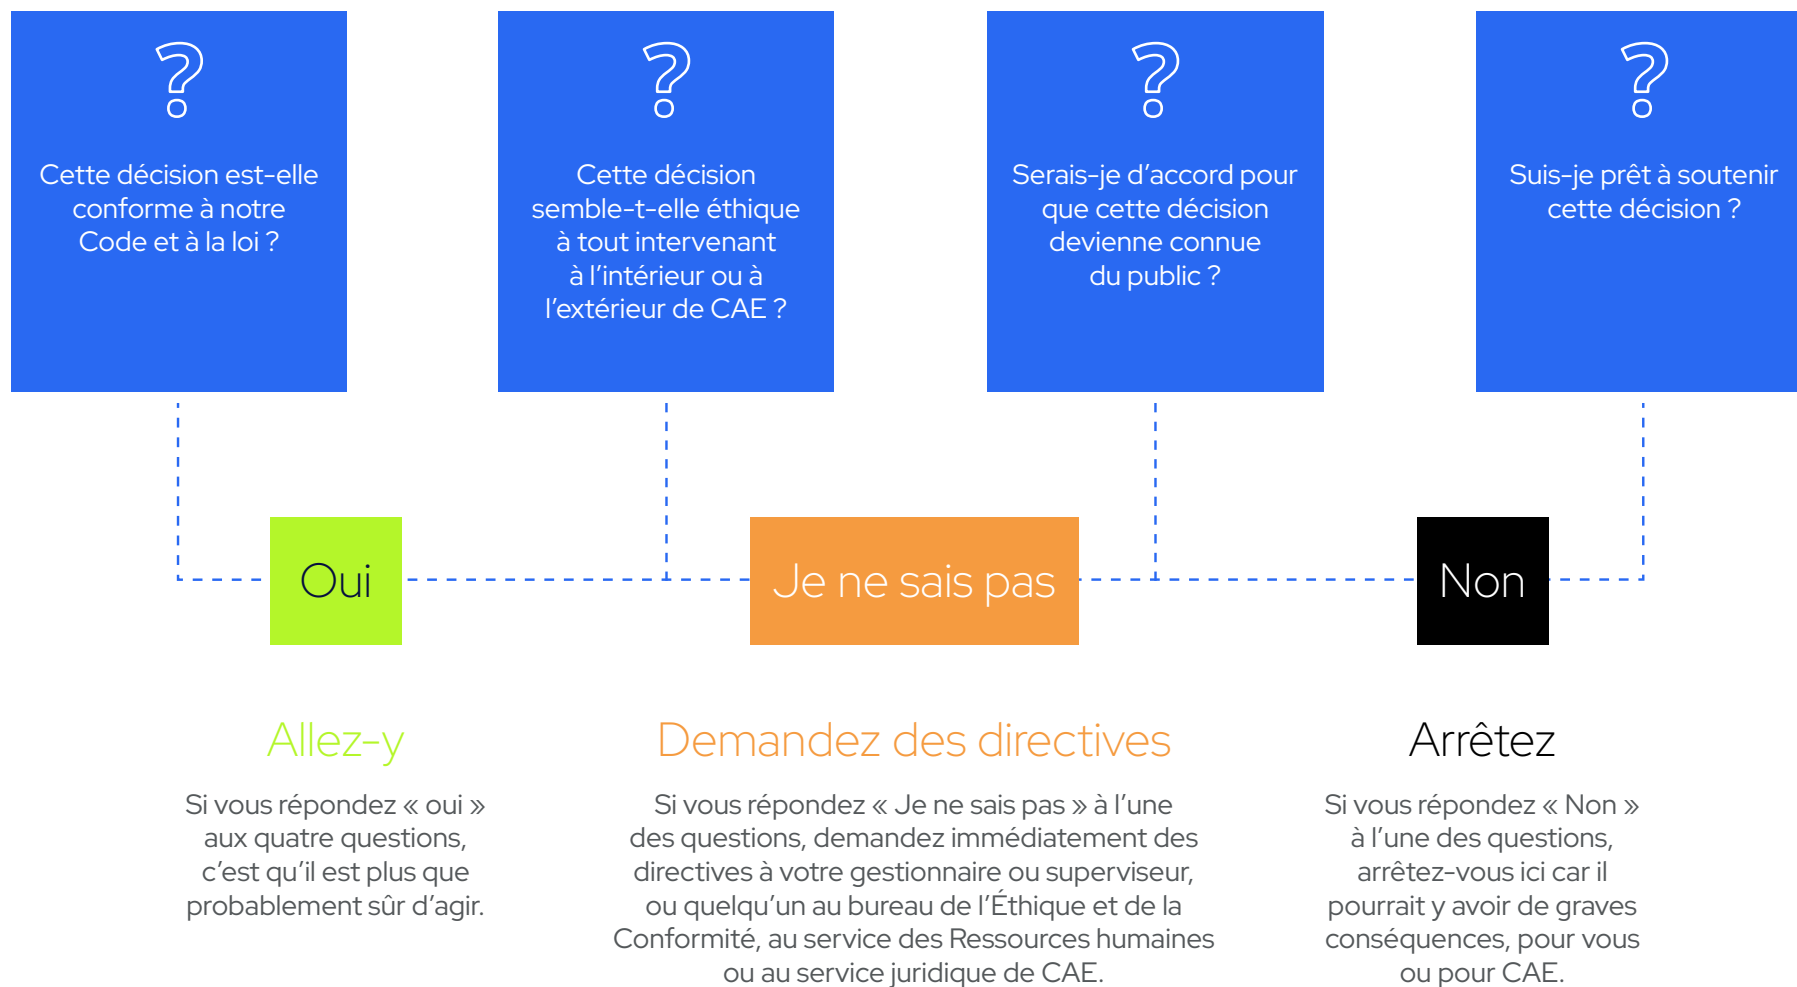 ?
Cette décision est-elle
conforme à notre
Code et à la loi ?
?
Cette décision
semble-t-elle éthique
à tout intervenant
à l’intérieur ou à
l’extérieur de CAE ?
?
Serais-je d’accord pour
que cette décision
devienne connue
du public ?
?
Suis-je prêt à soutenir
cette décision ?
Oui
Je ne sais pas
Non
Allez-y
Si vous répondez « oui »
aux quatre questions,
c’est qu’il est plus que
probablement sûr d’agir.
Demandez des directives
Si vous répondez « Je ne sais pas » à l’une
des questions, demandez immédiatement des
directives à votre gestionnaire ou superviseur,
ou quelqu’un au bureau de l’Éthique et de la
Conformité, au service des Ressources humaines
ou au service juridique de CAE.
Arrêtez
Si vous répondez « Non »
à l’une des questions,
arrêtez-vous ici car il
pourrait y avoir de graves
conséquences, pour vous
ou pour CAE.